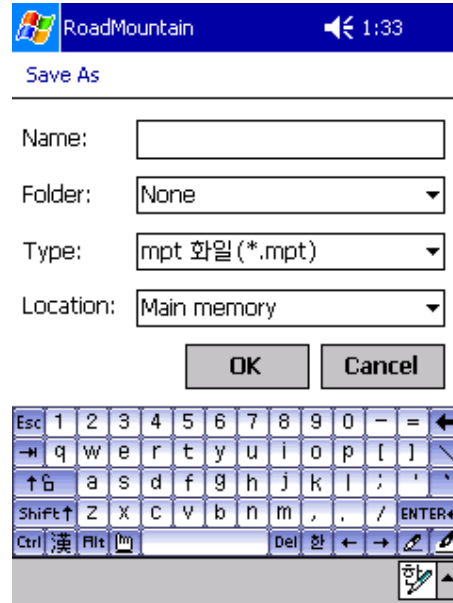 RoadMountain 1:33
Save As
Name:
Folder: None
Type: mpt 화일(*.mpt)
Location: Main memory
OK Cancel
Esc 1 2 3 4 5 6 7 8 9 0 - =
q w e r t y u i o p [ ] \
a s d f g h j k l ; ' `
Shift z x c v b n m , . / ENTER
Ctrl 漢 Alt Del 한 ← →
한